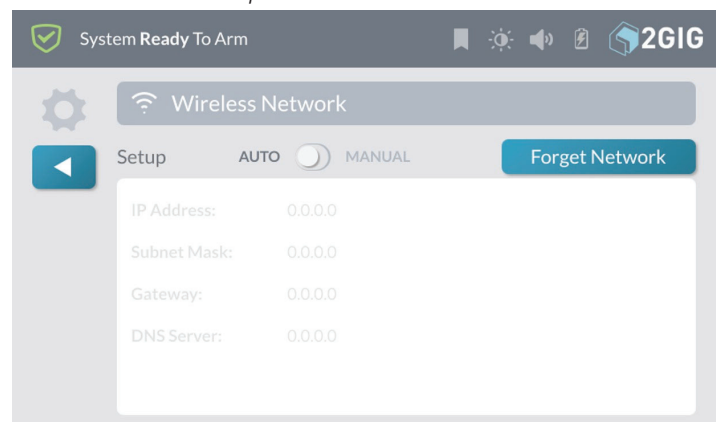 System Ready To Arm
2GIG
Wireless Network
Setup AUTO MANUAL Forget Network
IP Address: 0.0.0.0
Subnet Mask: 0.0.0.0
Gateway: 0.0.0.0
DNS Server: 0.0.0.0